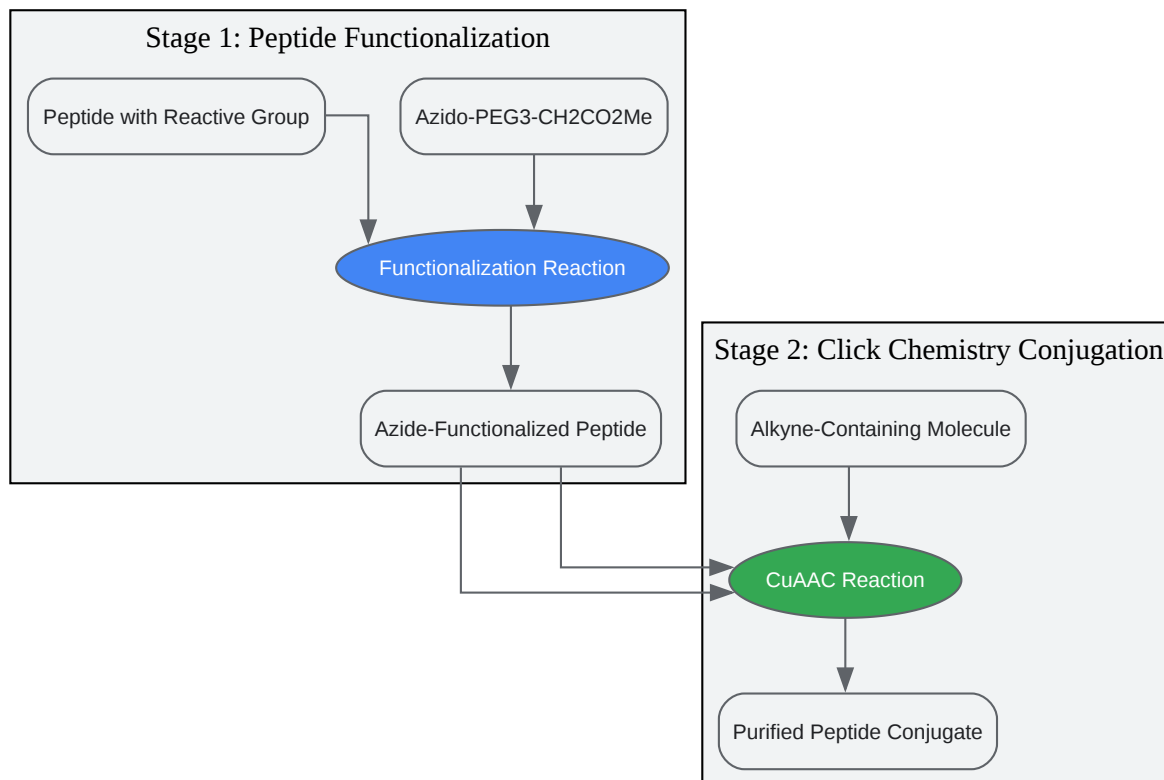 Stage 1: Peptide Functionalization
Peptide with Reactive Group
Azido-PEG3-CH2CO2Me
Functionalization Reaction
Azide-Functionalized Peptide
Stage 2: Click Chemistry Conjugation
Alkyne-Containing Molecule
CuAAC Reaction
Purified Peptide Conjugate